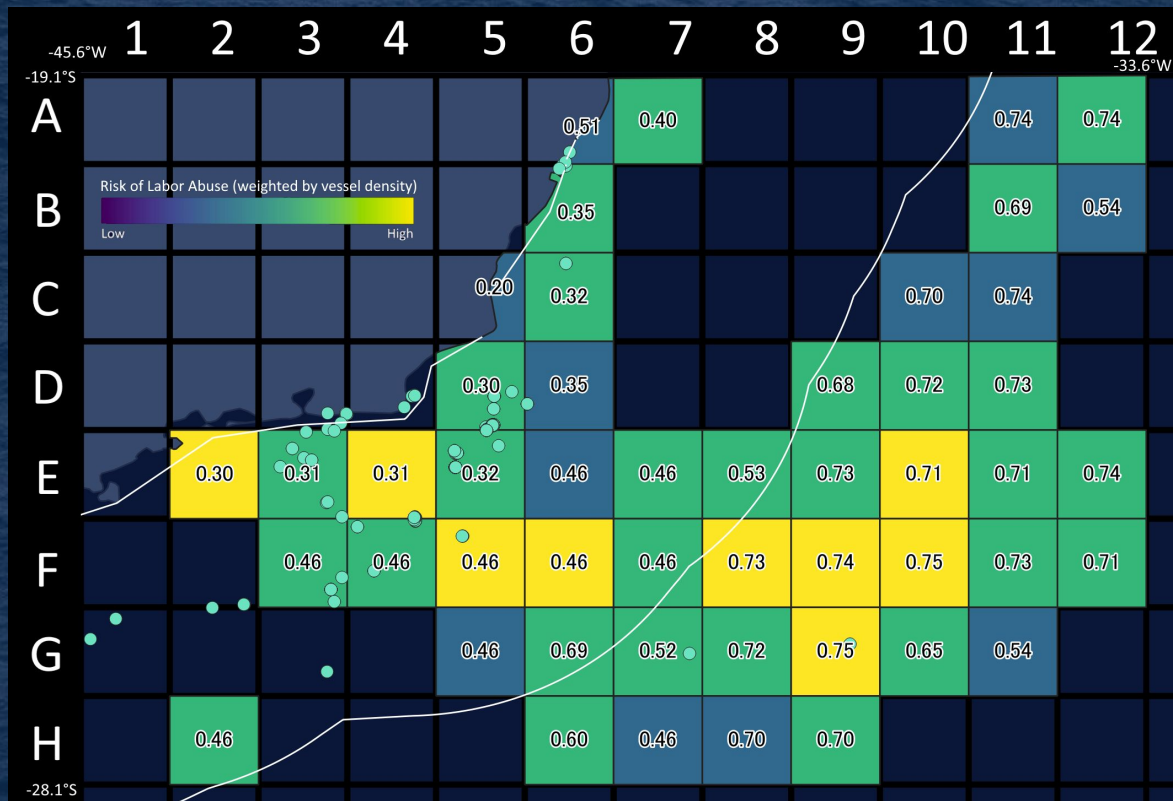 1 2 3 4 5 6 7 8 9 10 11 12
-45.6°W -33.6°W
-19.1°S
A 0.51 0.40 0.74 0.74
Risk of Labor Abuse (weighted by vessel density)
Low High
B 0.35 0.69 0.54
C 0.20 0.32 0.70 0.74
D 0.30 0.35 0.68 0.72 0.73
E 0.30 0.31 0.31 0.32 0.46 0.46 0.53 0.73 0.71 0.71 0.74
F 0.46 0.46 0.46 0.46 0.46 0.73 0.74 0.75 0.73 0.71
G 0.46 0.69 0.52 0.72 0.75 0.65 0.54
H 0.46 0.60 0.46 0.70 0.70
-28.1°S